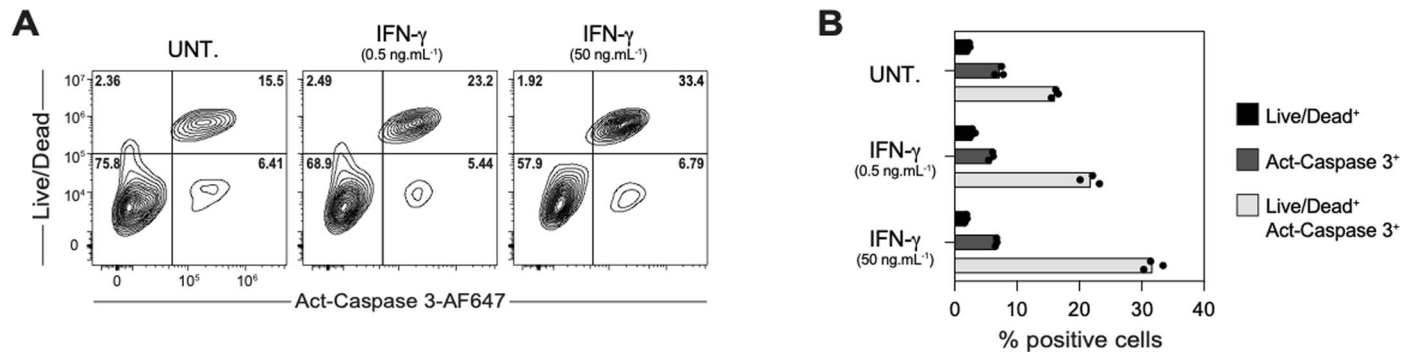 A
UNT.
IFN-γ
(0.5 ng.mL⁻¹)
IFN-γ
(50 ng.mL⁻¹)
Live/Dead
10⁷
10⁶
10⁵
10⁴
0
2.36
15.5
75.8
6.41
2.49
23.2
68.9
5.44
1.92
33.4
57.9
6.79
0
10⁵
10⁶
Act-Caspase 3-AF647
B
UNT.
IFN-γ
(0.5 ng.mL⁻¹)
IFN-γ
(50 ng.mL⁻¹)
0
10
20
30
40
% positive cells
Live/Dead⁺
Act-Caspase 3⁺
Live/Dead⁺
Act-Caspase 3⁺